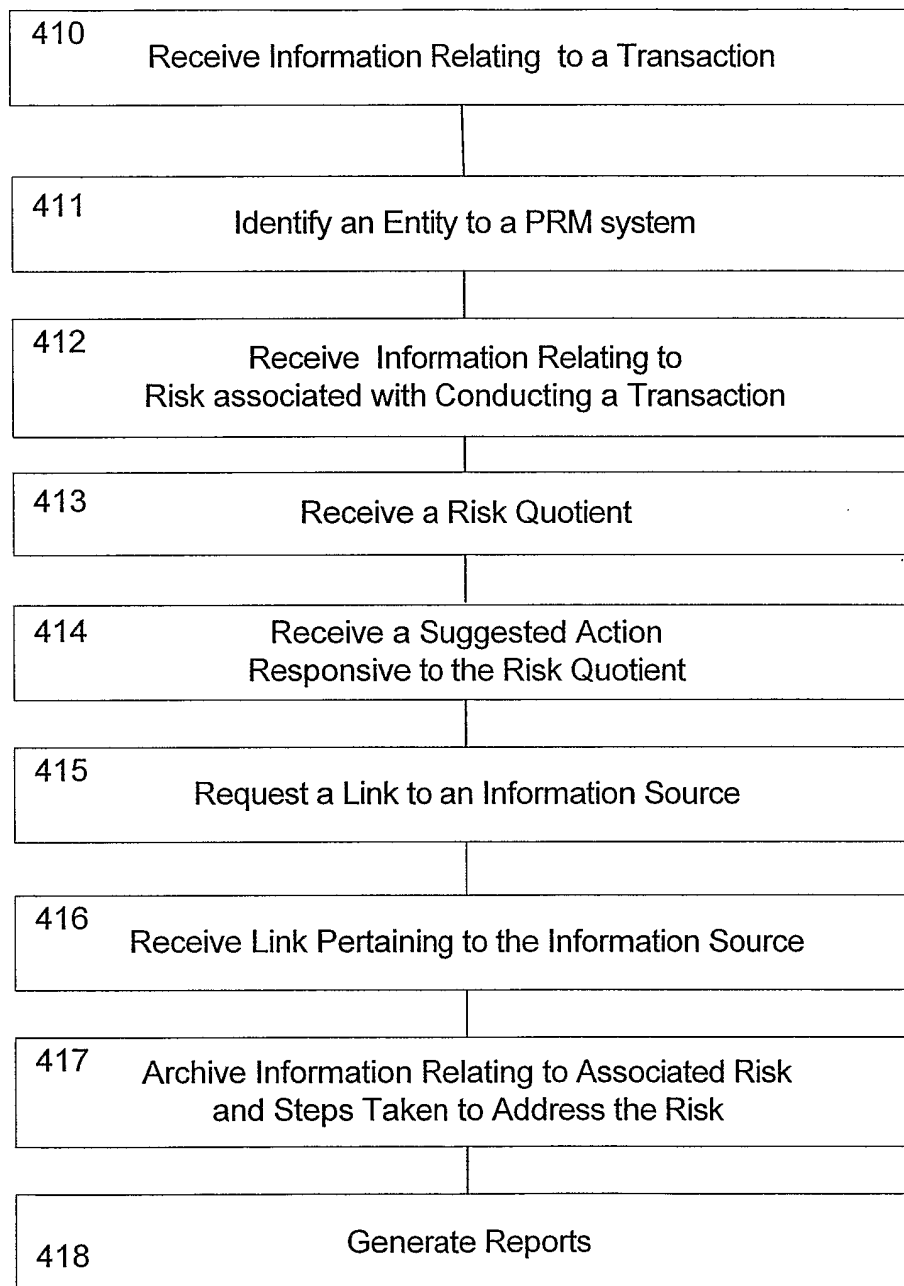 410
Receive Information Relating to a Transaction
411
Identify an Entity to a PRM system
412
Receive Information Relating to
Risk associated with Conducting a Transaction
413
Receive a Risk Quotient
414
Receive a Suggested Action
Responsive to the Risk Quotient
415
Request a Link to an Information Source
416
Receive Link Pertaining to the Information Source
417
Archive Information Relating to Associated Risk
and Steps Taken to Address the Risk
418
Generate Reports